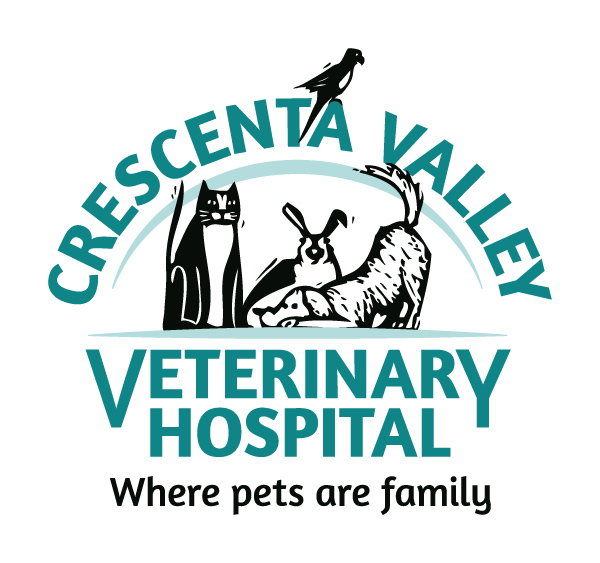 CRESCENTA VALLEY
VETERINARY
HOSPITAL
Where pets are family